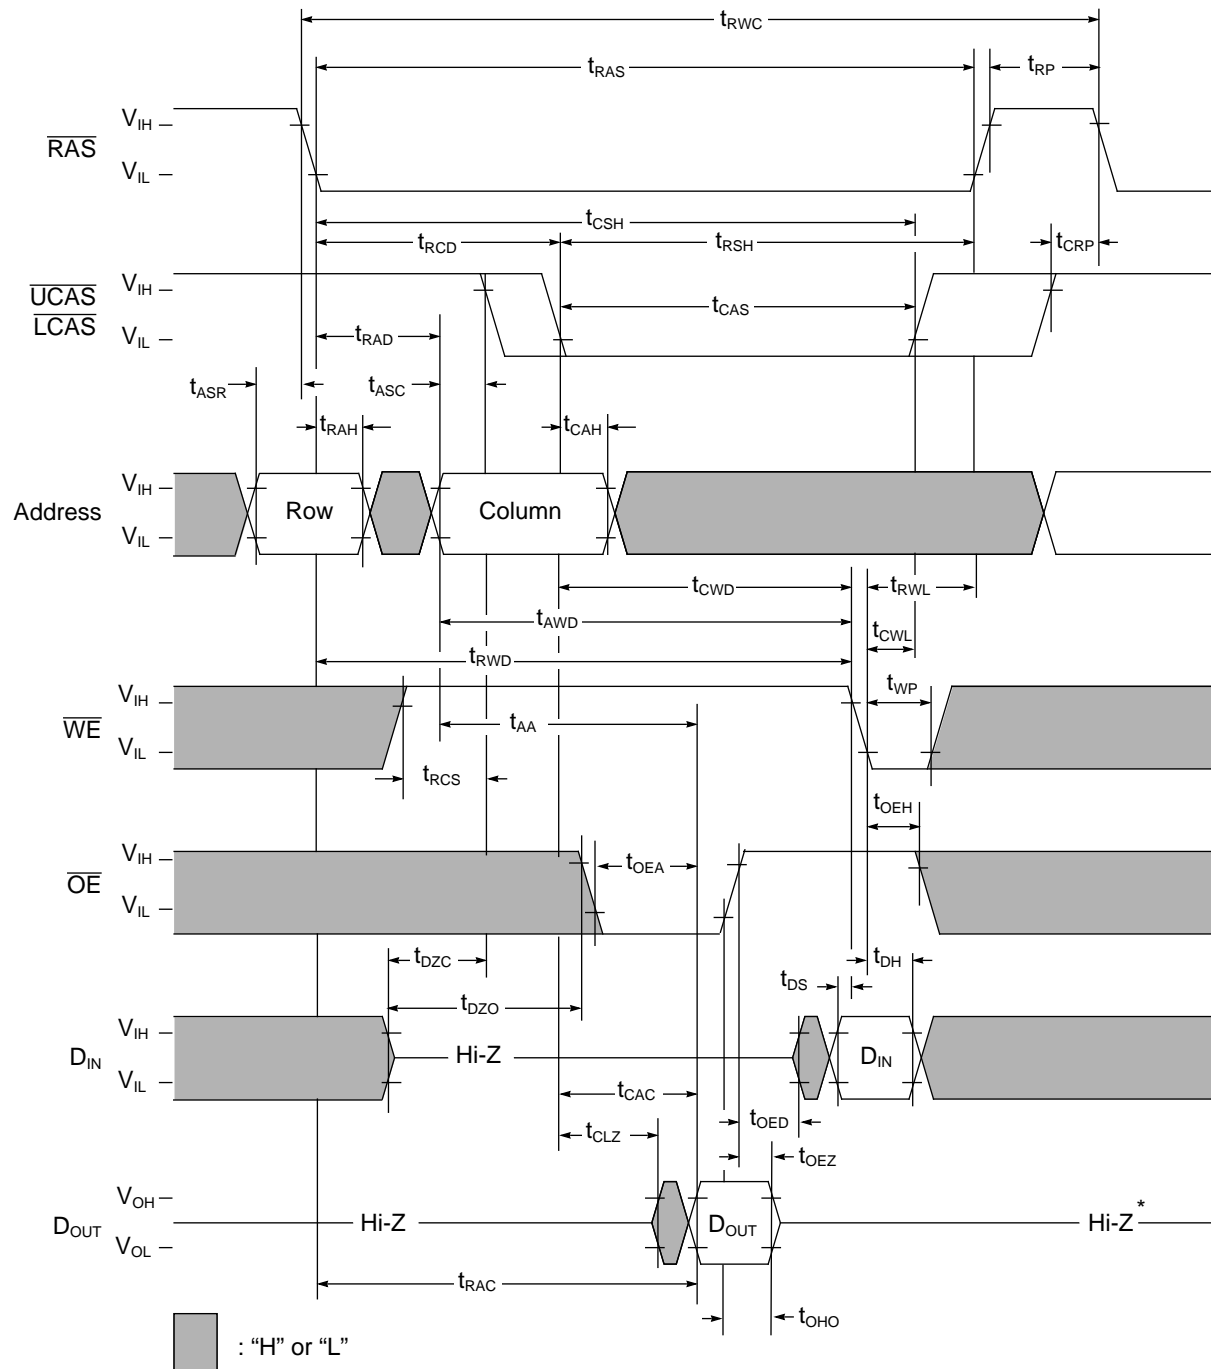 tRWC
tRAS
tRP
VIH
RAS
VIL
tCSH
tRCD
tRSH
tCRP
VIH
UCAS
LCAS
VIL
tCAS
tRAD
tASR
tASC
tRAH
tCAH
VIH
Address
Row
Column
VIL
tCWD
tRWL
tAWD
tCWL
tRWD
tWP
VIH
WE
VIL
tAA
tRCS
tOEH
VIH
OE
VIL
tOEA
tDZC
tDH
tDS
tDZO
VIH
DIN
VIL
Hi-Z
DIN
tCAC
tOED
tCLZ
tOEZ
VOH
DOUT
VOL
Hi-Z
DOUT
Hi-Z*
tRAC
tOHO
: “H” or “L”